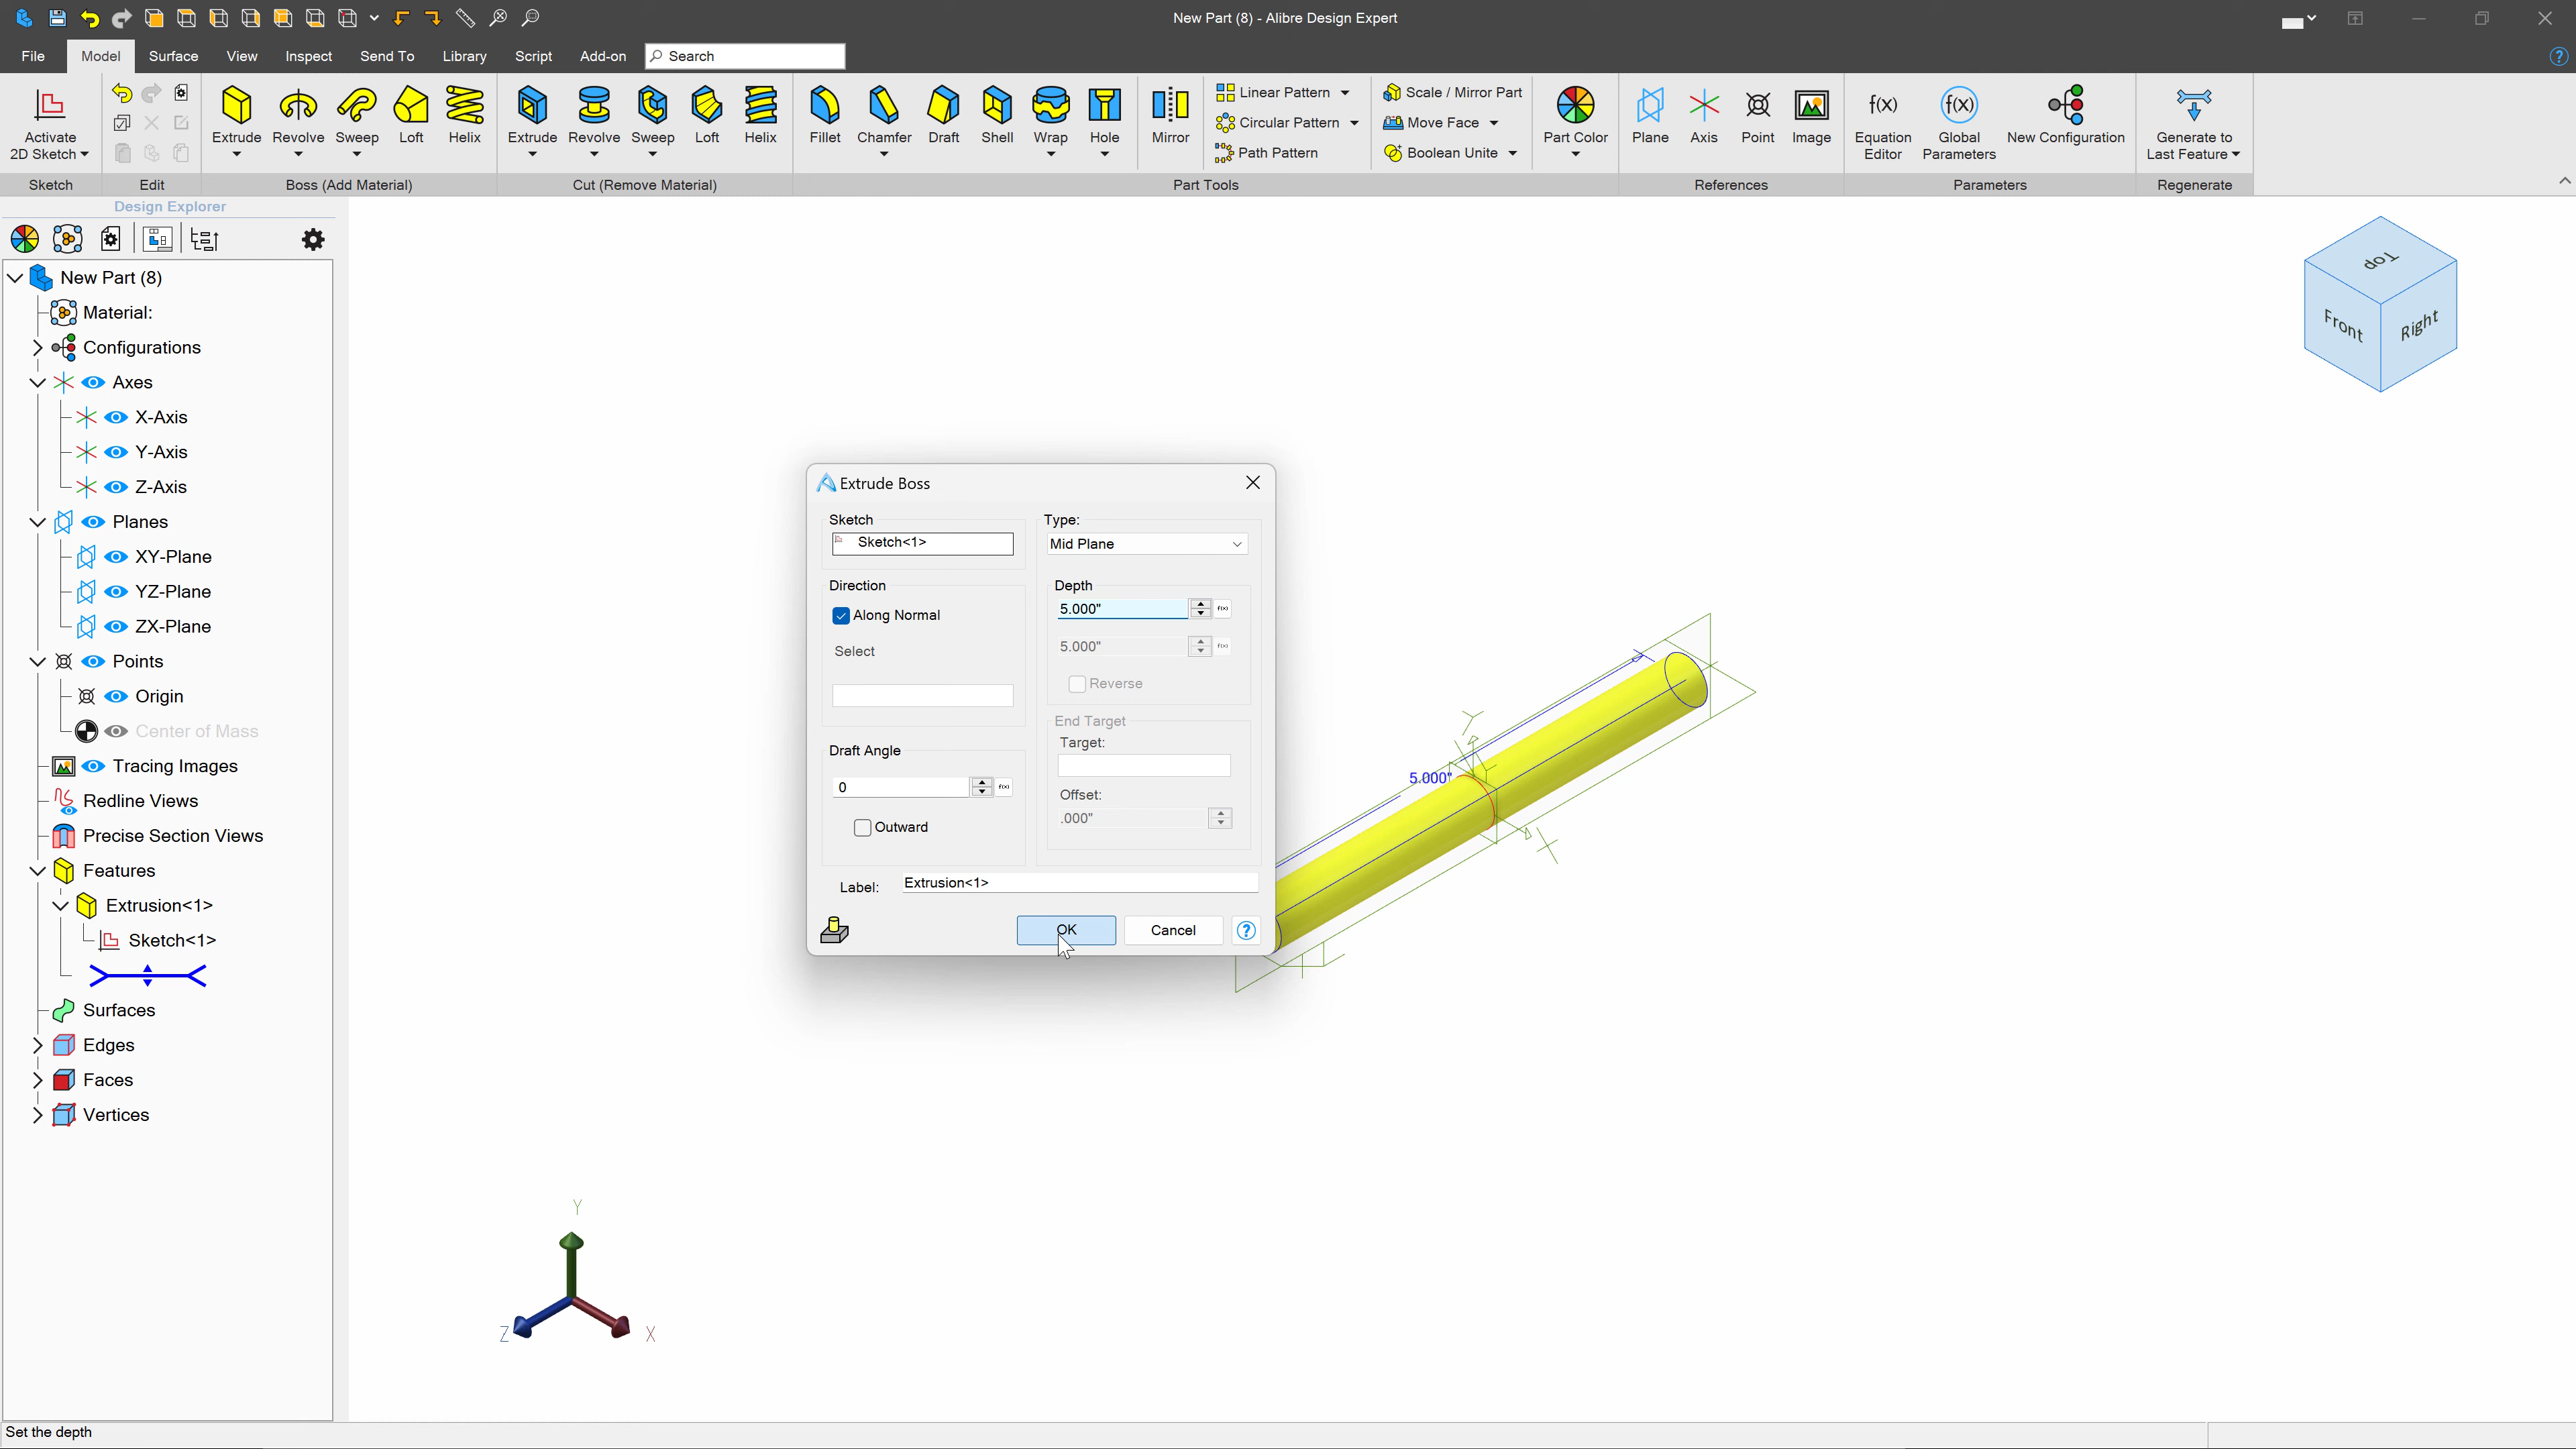 New Part (8) - Alibre Design Expert
File Model Surface View Inspect Send To Library Script Add-on Search
Activate
2D Sketch
Extrude Revolve Sweep Loft Helix
Extrude Revolve Sweep Loft Helix
Fillet Chamfer Draft Shell Wrap Hole Mirror
Linear Pattern
Circular Pattern
Path Pattern
Scale / Mirror Part
Move Face
Boolean Unite
Part Color
Plane Axis Point Image
f(x) Equation
Editor
f(x) Global
Parameters
New Configuration
Generate to
Last Feature
Sketch Edit Boss (Add Material) Cut (Remove Material) Part Tools References Parameters Regenerate
Design Explorer
New Part (8)
Material:
Configurations
Axes
X-Axis
Y-Axis
Z-Axis
Planes
XY-Plane
YZ-Plane
ZX-Plane
Points
Origin
Center of Mass
Tracing Images
Redline Views
Precise Section Views
Features
Extrusion<1>
Sketch<1>
Surfaces
Edges
Faces
Vertices
Extrude Boss
Sketch
Sketch<1>
Direction
Along Normal
Select
Draft Angle
0 f(x)
Outward
Type:
Mid Plane
Depth
5.000" f(x)
5.000" f(x)
Reverse
End Target
Target:
Offset:
.000"
Label: Extrusion<1>
OK Cancel ?
5.000"
Y
X
Top
Front
Right
Y
Z
X
Set the depth